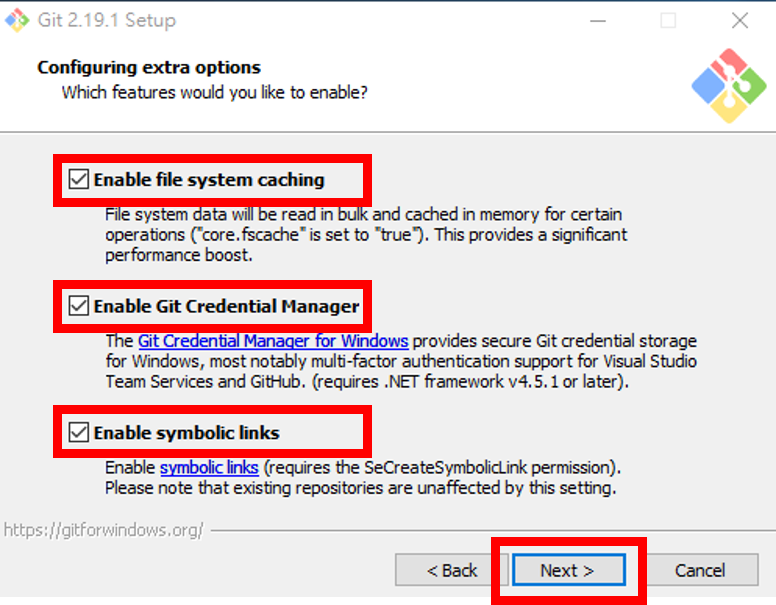 Git 2.19.1 Setup
Configuring extra options
Which features would you like to enable?
Enable file system caching
File system data will be read in bulk and cached in memory for certain
operations ("core.fscache" is set to "true"). This provides a significant
performance boost.
Enable Git Credential Manager
The Git Credential Manager for Windows provides secure Git credential storage
for Windows, most notably multi-factor authentication support for Visual Studio
Team Services and GitHub. (requires .NET framework v4.5.1 or later).
Enable symbolic links
Enable symbolic links (requires the SeCreateSymbolicLink permission).
Please note that existing repositories are unaffected by this setting.
https://gitforwindows.org/
< Back Next > Cancel